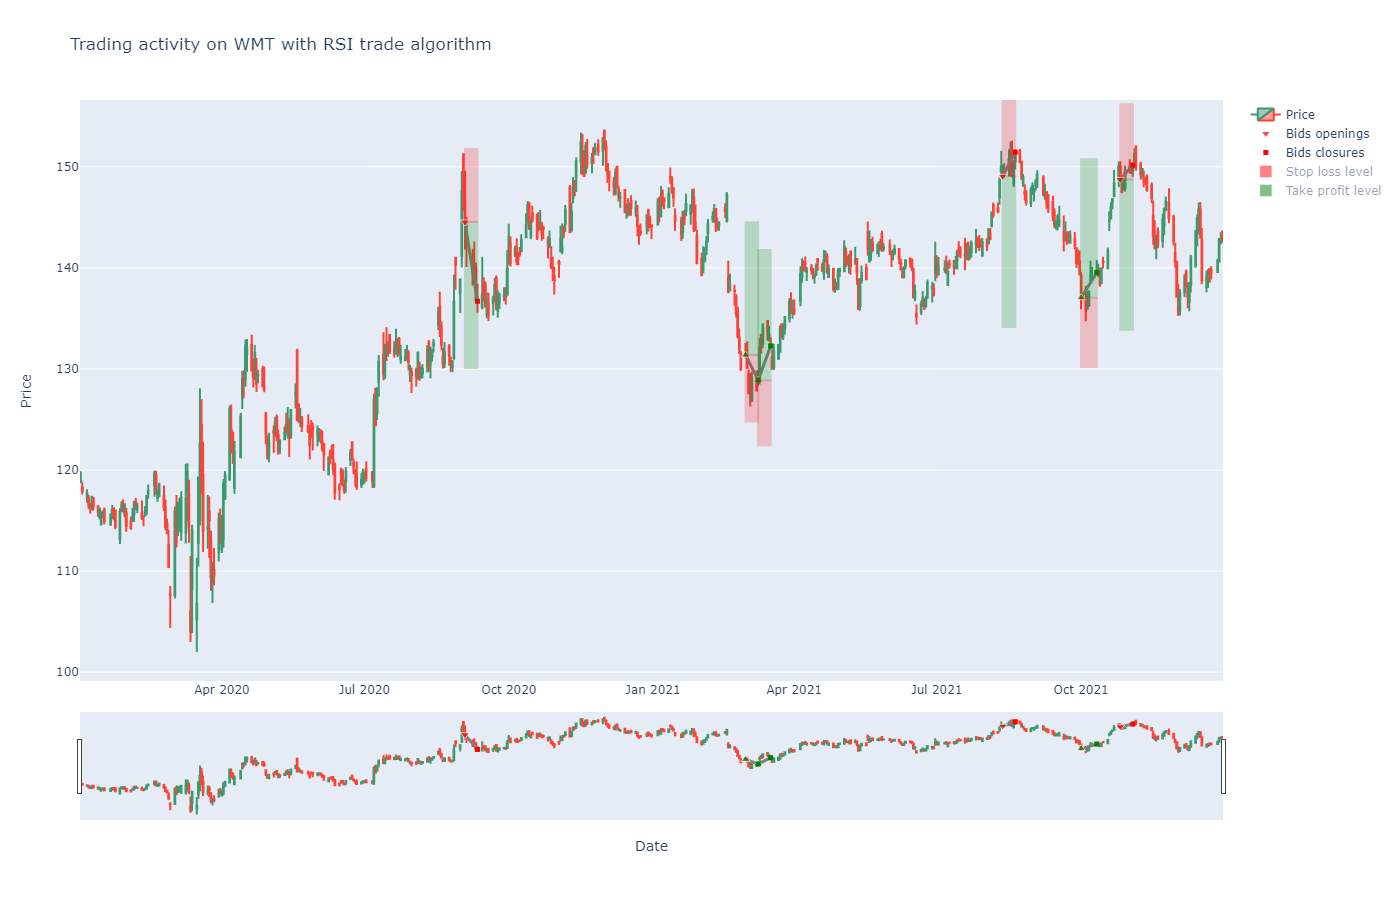 Trading activity on WMT with RSI trade algorithm
Price
Bids openings
Bids closures
Stop loss level
Take profit level
Price
150
140
130
120
110
100
Apr 2020
Jul 2020
Oct 2020
Jan 2021
Apr 2021
Jul 2021
Oct 2021
Date